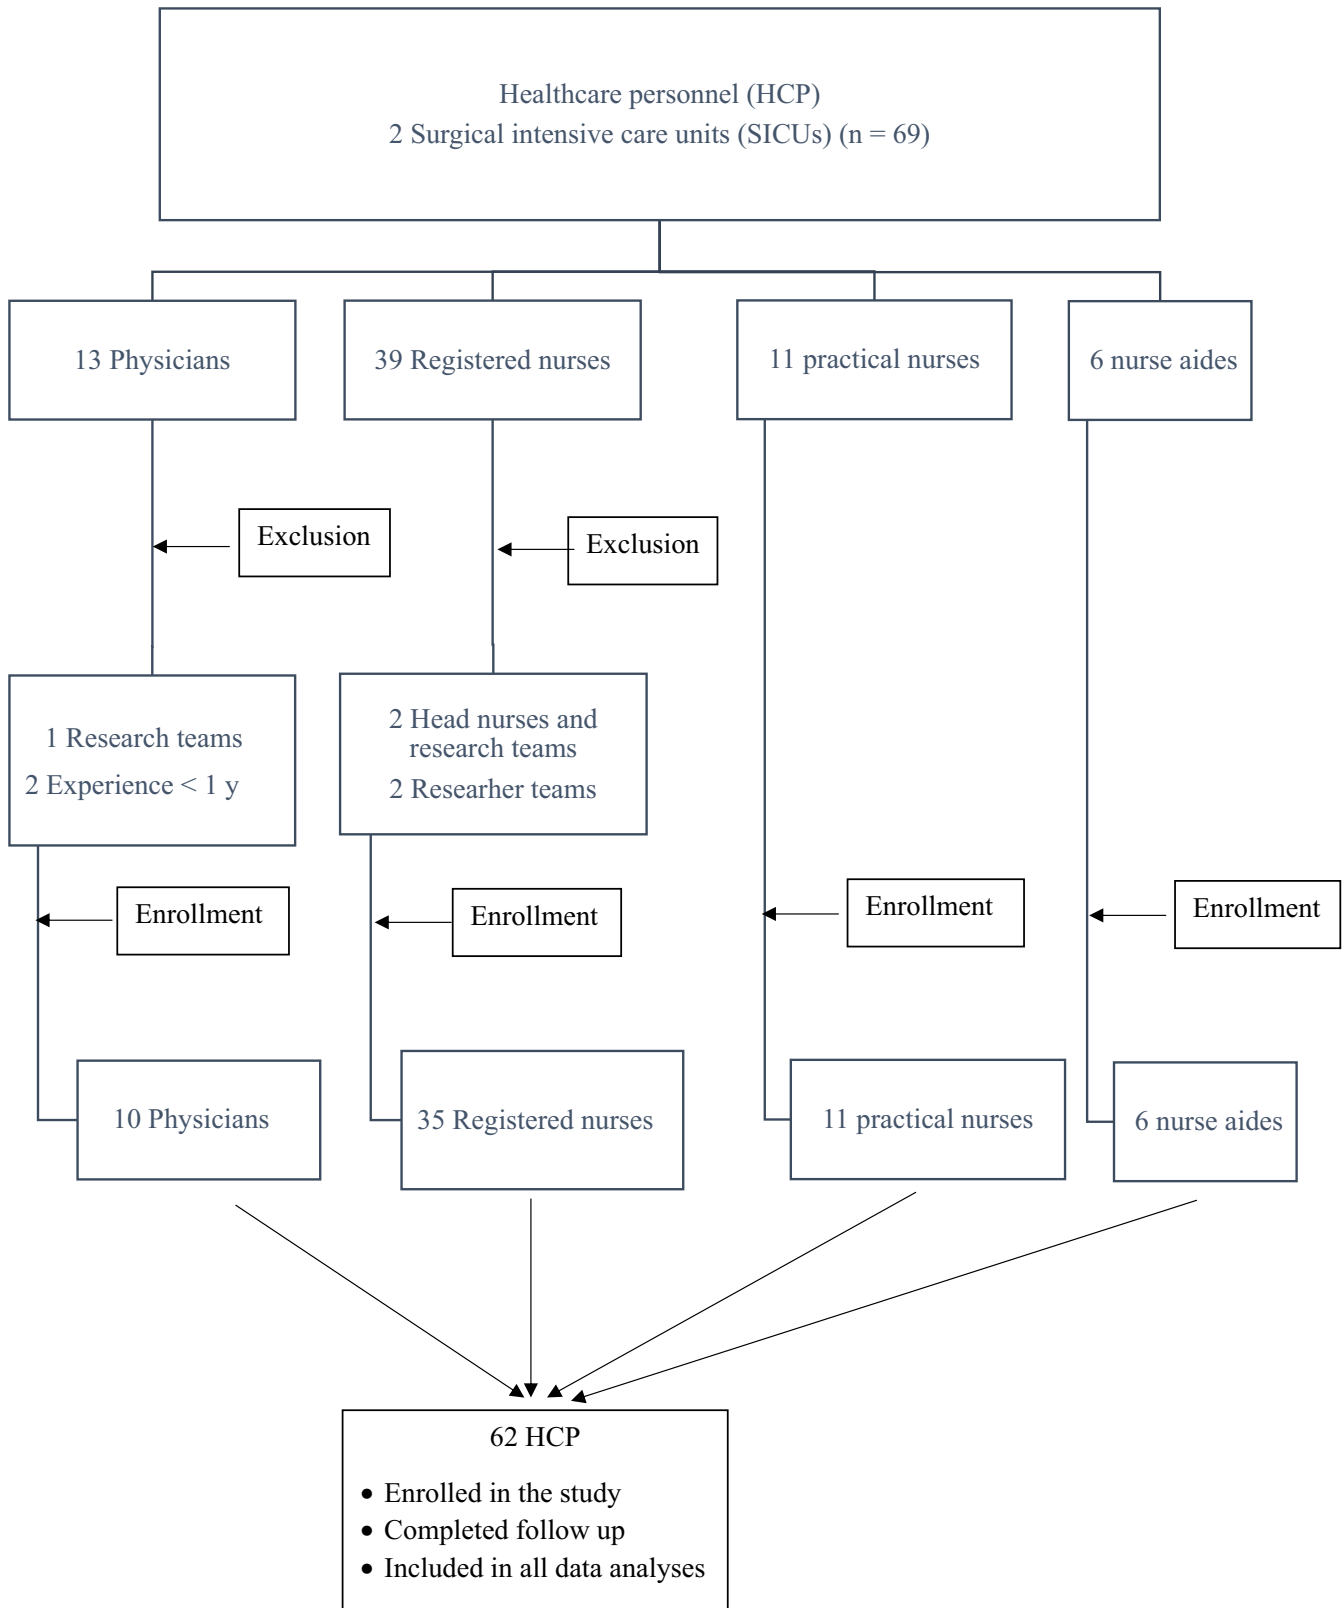 Healthcare personnel (HCP)
2 Surgical intensive care units (SICUs) (n = 69)
13 Physicians
39 Registered nurses
11 practical nurses
6 nurse aides
Exclusion
Exclusion
1 Research teams
2 Experience < 1 y
2 Head nurses and
research teams
2 Researher teams
Enrollment
Enrollment
Enrollment
Enrollment
10 Physicians
35 Registered nurses
11 practical nurses
6 nurse aides
62 HCP
• Enrolled in the study
• Completed follow up
• Included in all data analyses